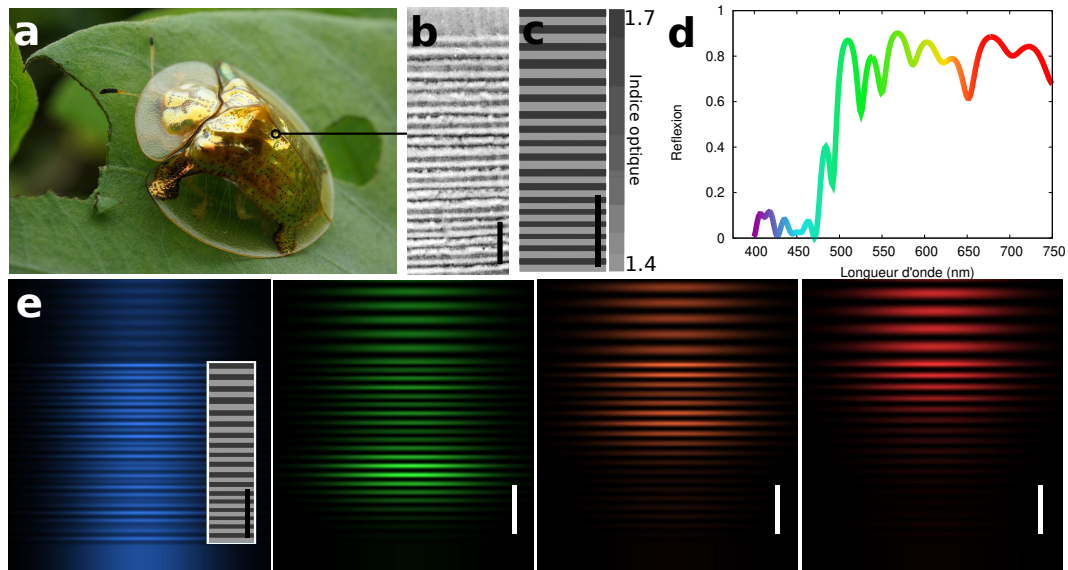 a
b
c
1.7
Indice optique
1.4
d
Reflexion
1
0.8
0.6
0.4
0.2
0
400 450 500 550 600 650 700 750
Longueur d'onde (nm)
e